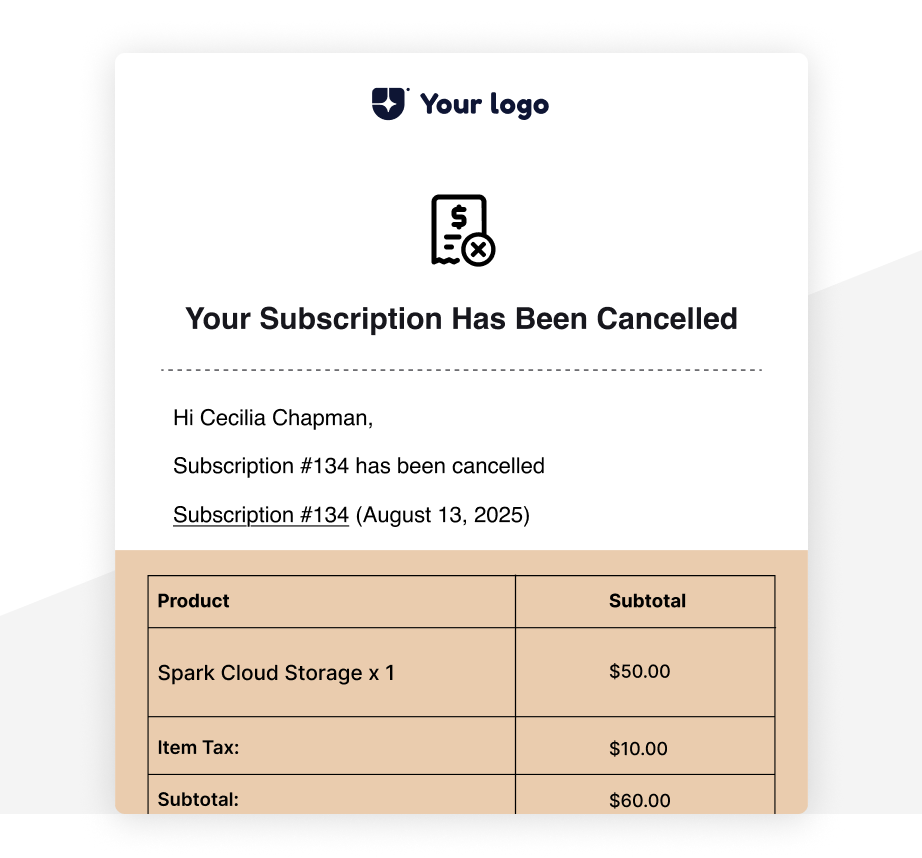 Your logo
$
Your Subscription Has Been Cancelled
Hi Cecilia Chapman,
Subscription #134 has been cancelled
Subscription #134 (August 13, 2025)
Product Subtotal
Spark Cloud Storage x 1 $50.00
Item Tax: $10.00
Subtotal: $60.00